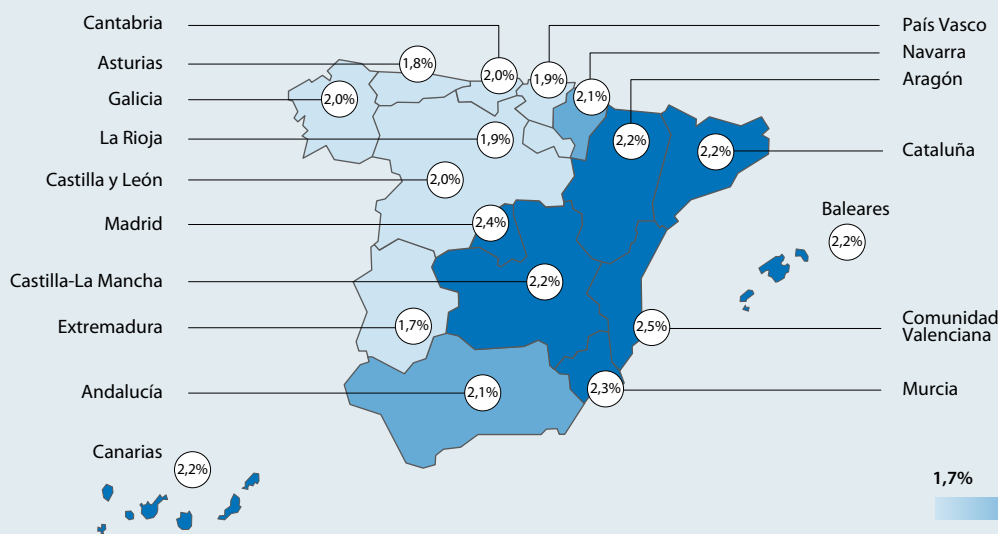 Cantabria
Asturias
Galicia
La Rioja
Castilla y León
Madrid
Castilla-La Mancha
Extremadura
Andalucía
Canarias
2,2%
1,8%
2,0%
2,0%
1,9%
2,0%
2,4%
2,2%
1,7%
2,1%
1,9%
2,1%
2,2%
2,2%
2,5%
2,3%
País Vasco
Navarra
Aragón
Cataluña
Baleares
2,2%
Comunidad
Valenciana
Murcia
1,7%